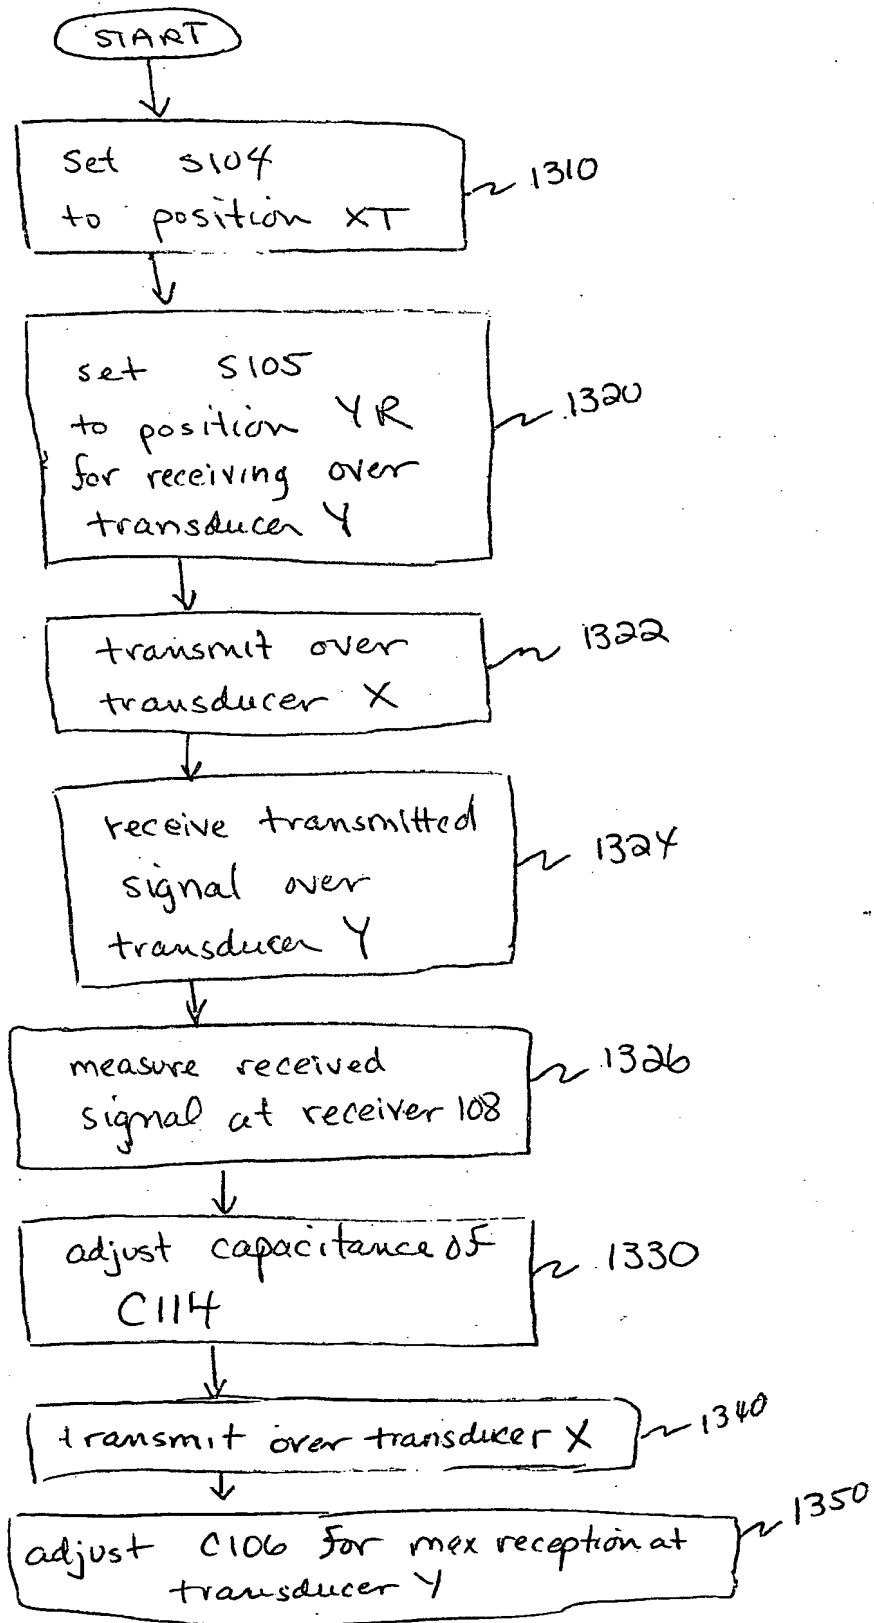 START
Set S104
to position XT
1310
set S105
to position YR
for receiving over
transducer Y
1320
transmit over
transducer X
1322
receive transmitted
signal over
transducer Y
1324
measure received
signal at receiver 108
1326
adjust capacitance of
C114
1330
transmit over transducer X
1340
adjust C106 for mex reception at
transducer Y
1350